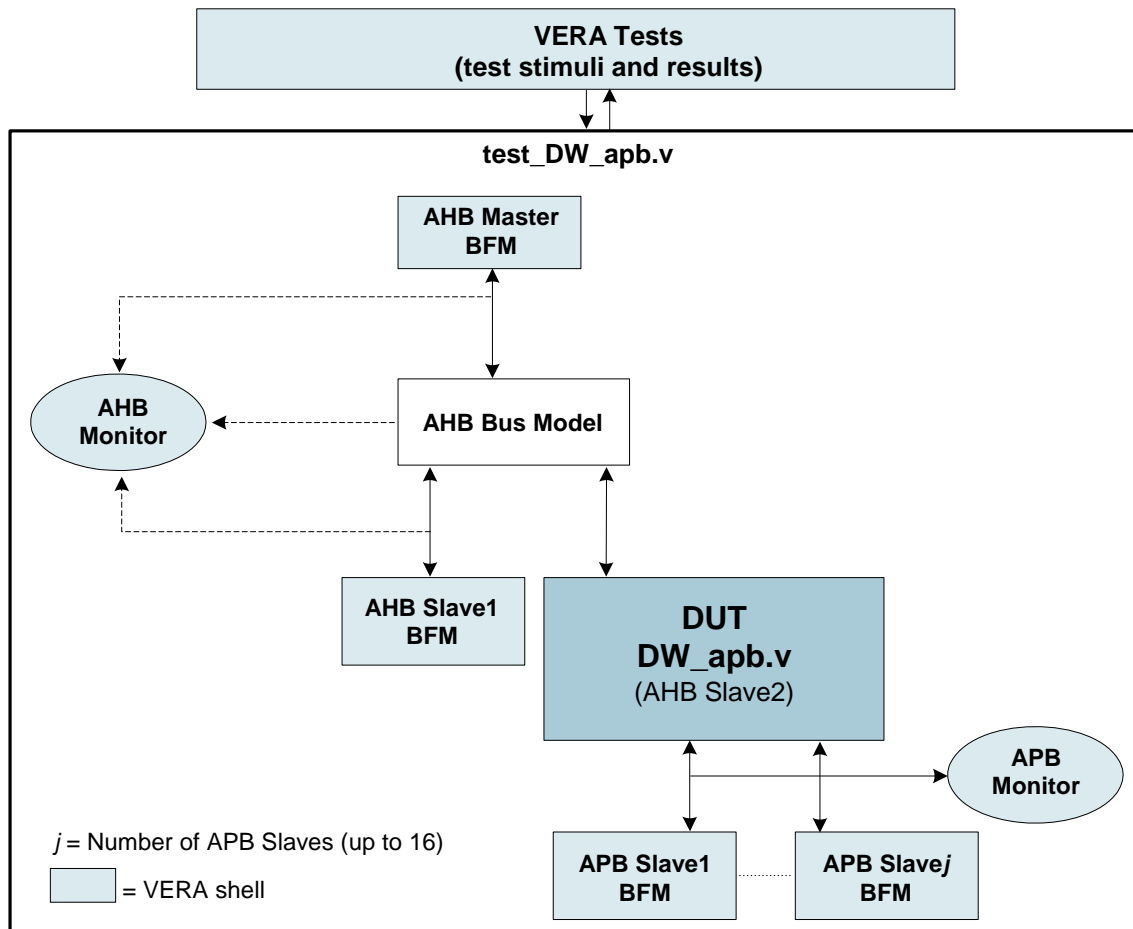 VERA Tests
(test stimuli and results)
test_DW_apb.v
AHB Master
BFM
AHB
Monitor
AHB Bus Model
AHB Slave1
BFM
DUT
DW_apb.v
(AHB Slave2)
APB
Monitor
j = Number of APB Slaves (up to 16)
= VERA shell
APB Slave1
BFM
APB Slavej
BFM